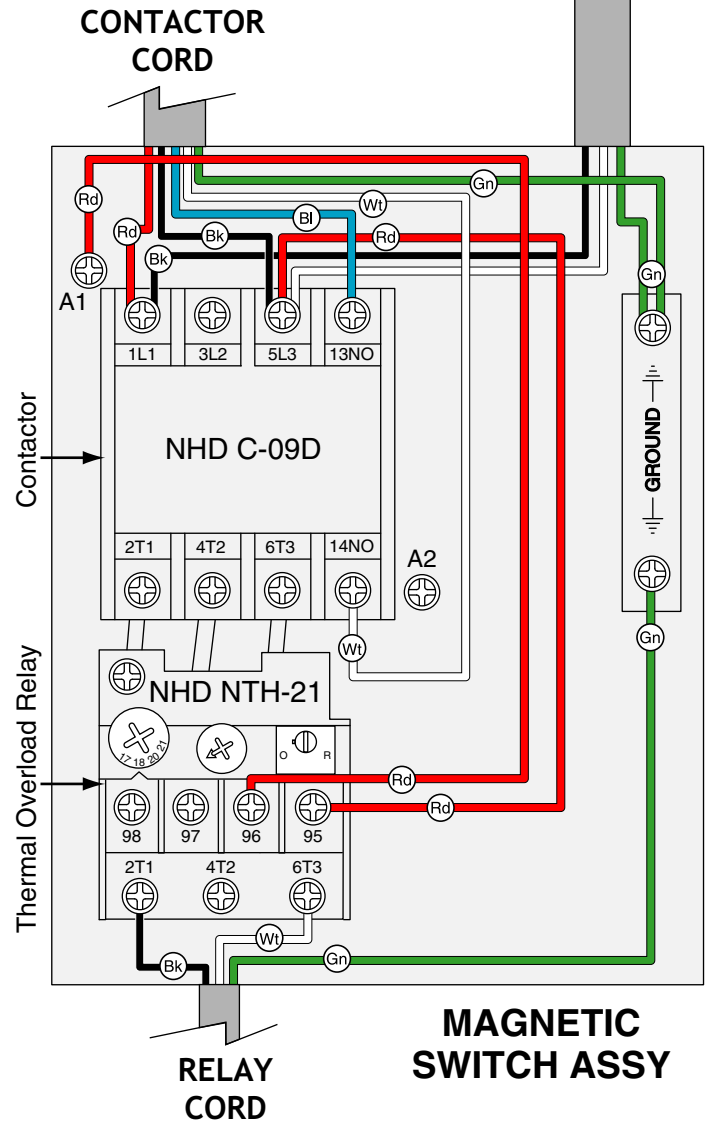 CONTACTOR
CORD
Rd
Rd
Bk
Bk
Bl
Wt
Rd
Gn
Gn
A1
1L1 3L2 5L3 13NO
Contactor
NHD C-09D
GROUND
2T1 4T2 6T3 14NO
A2
Wt
Gn
Thermal Overload Relay
NHD NTH-21
17 18 20 21
O R
Rd
Rd
98 97 96 95
2T1 4T2 6T3
Bk
Wt
Gn
MAGNETIC
SWITCH ASSY
RELAY
CORD